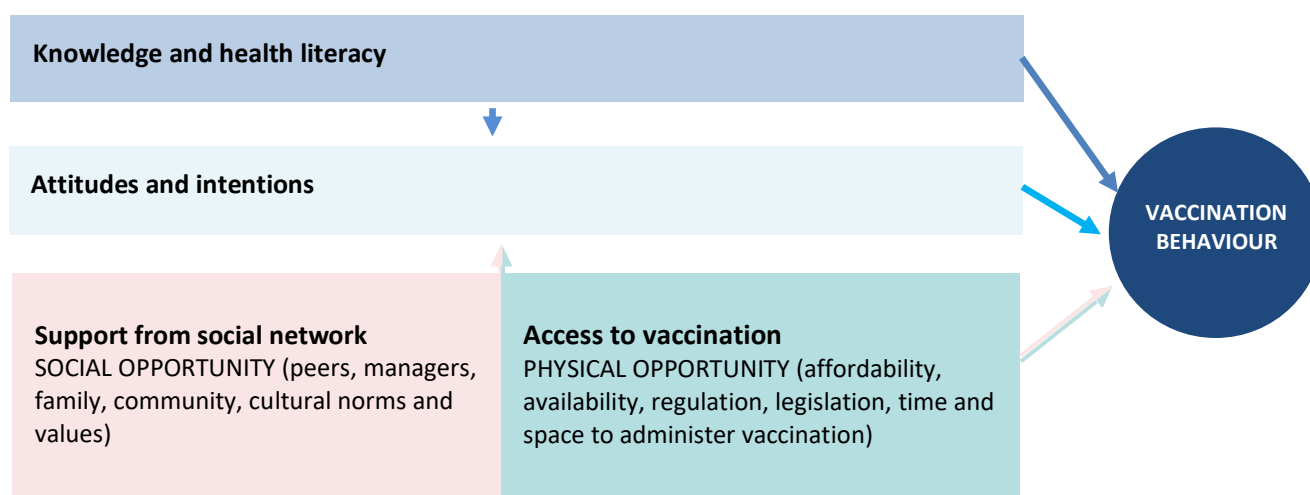 Knowledge and health literacy
Attitudes and intentions
VACCINATION
BEHAVIOUR
Support from social network
SOCIAL OPPORTUNITY (peers, managers,
family, community, cultural norms and
values)
Access to vaccination
PHYSICAL OPPORTUNITY (affordability,
availability, regulation, legislation, time and
space to administer vaccination)